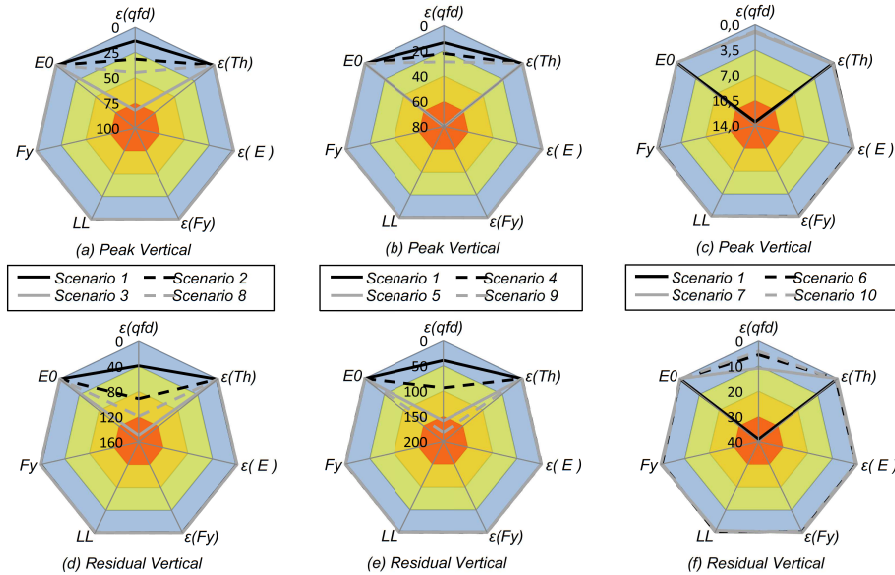 ε(qfd)
0
25
50
75
100
E0
ε(Th)
Fy
ε( E )
LL
ε(Fy)
(a) Peak Vertical
ε(qfd)
0
20
40
60
80
E0
ε(Th)
Fy
ε( E )
LL
ε(Fy)
(b) Peak Vertical
ε(qfd)
0,0
3,5
7,0
10,5
14,0
E0
ε(Th)
Fy
ε( E )
LL
ε(Fy)
(c) Peak Vertical
Scenario 1 Scenario 2
Scenario 3 Scenario 8
Scenario 1 Scenario 4
Scenario 5 Scenario 9
Scenario 1 Scenario 6
Scenario 7 Scenario 10
ε(qfd)
0
40
80
120
160
E0
ε(Th)
Fy
ε( E )
LL
ε(Fy)
(d) Residual Vertical
ε(qfd)
0
50
100
150
200
E0
ε(Th)
Fy
ε( E )
LL
ε(Fy)
(e) Residual Vertical
ε(qfd)
0
10
20
30
40
E0
ε(Th)
Fy
ε( E )
LL
ε(Fy)
(f) Residual Vertical